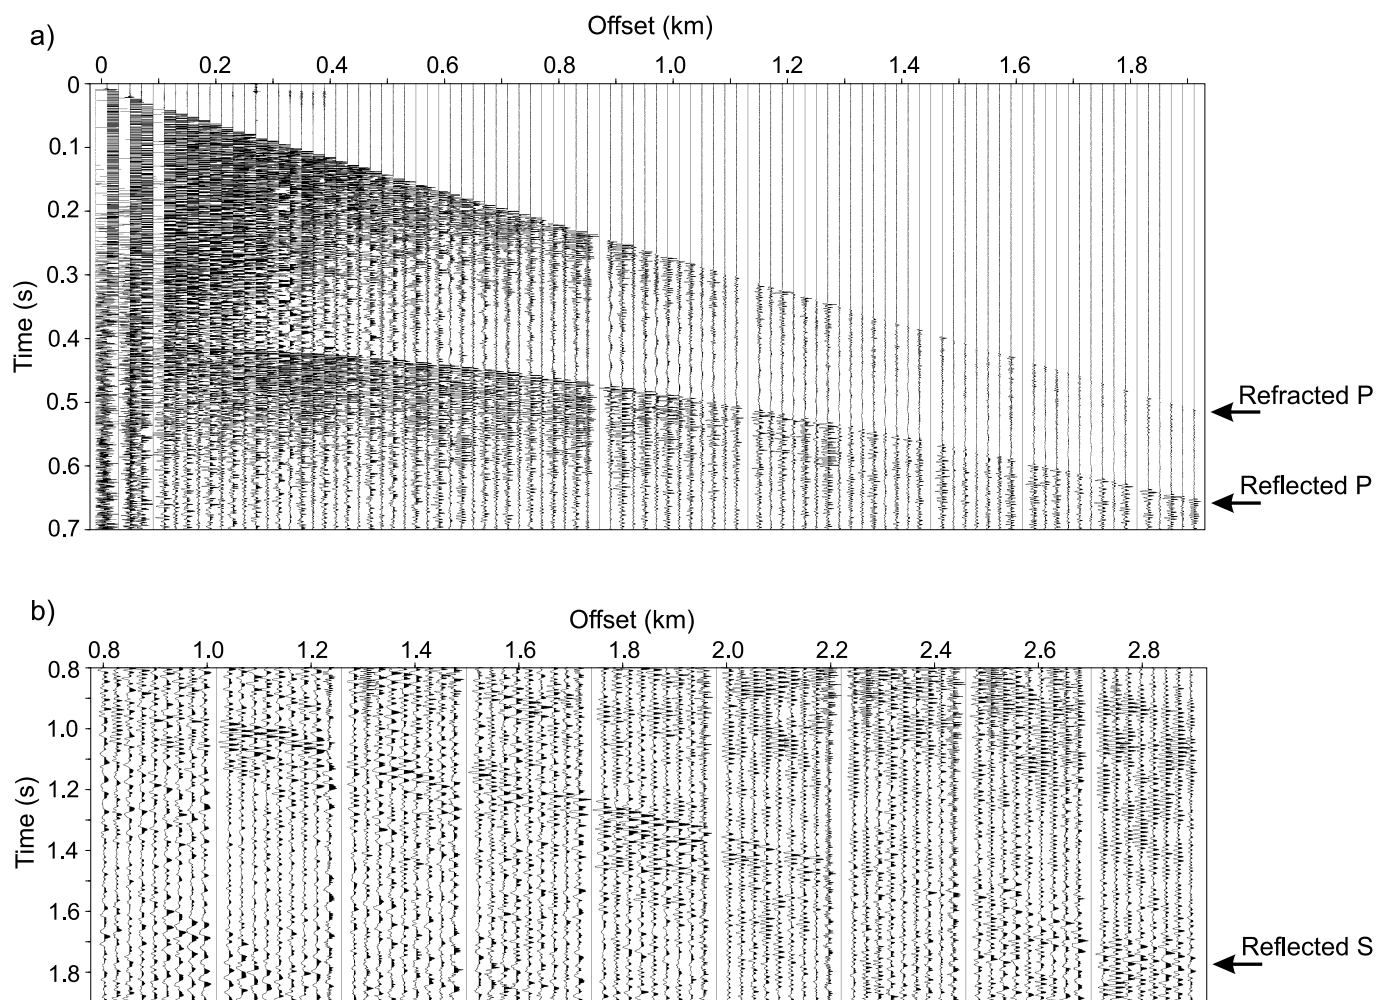 a)
Offset (km)
0 0.2 0.4 0.6 0.8 1.0 1.2 1.4 1.6 1.8
0
0.1
0.2
0.3
0.4
0.5
0.6
0.7
Time (s)
Refracted P
Reflected P
b)
Offset (km)
0.8 1.0 1.2 1.4 1.6 1.8 2.0 2.2 2.4 2.6 2.8
0.8
1.0
1.2
1.4
1.6
1.8
Time (s)
Reflected S